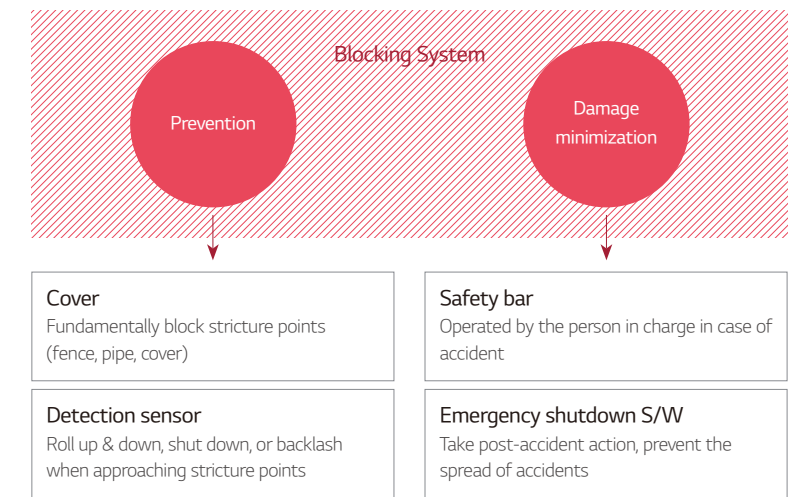 Blocking System
Prevention
Damage
minimization
Cover
Fundamentally block stricture points
(fence, pipe, cover)
Safety bar
Operated by the person in charge in case of
accident
Detection sensor
Roll up & down, shut down, or backlash
when approaching stricture points
Emergency shutdown S/W
Take post-accident action, prevent the
spread of accidents